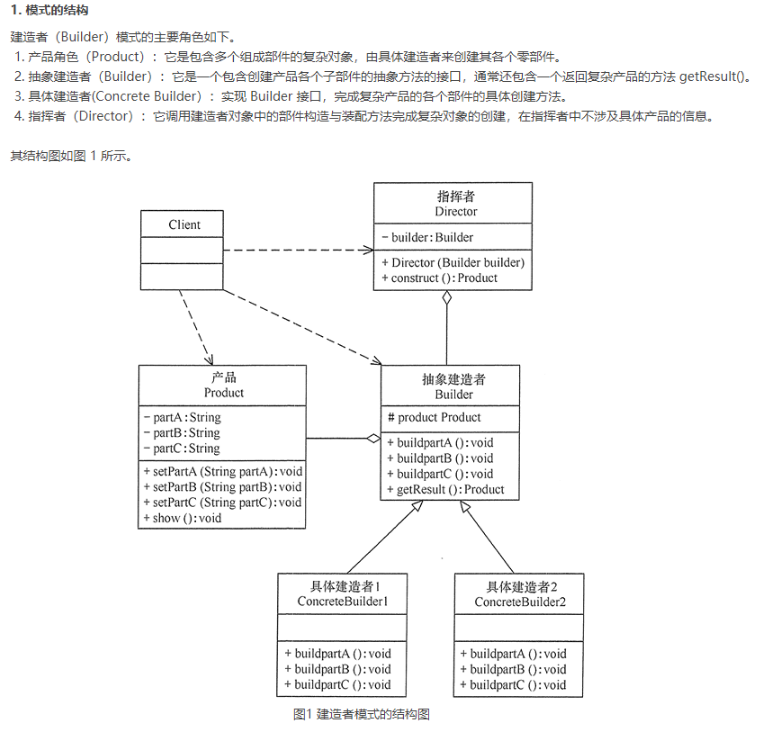 1. 模式的结构
建造者（Builder）模式的主要角色如下。
1. 产品角色（Product）：它是包含多个组成部件的复杂对象，由具体建造者来创建其各个零部件。
2. 抽象建造者（Builder）：它是一个包含创建产品各个子部件的抽象方法的接口，通常还包含一个返回复杂产品的方法 getResult()。
3. 具体建造者(Concrete Builder）：实现 Builder 接口，完成复杂产品的各个部件的具体创建方法。
4. 指挥者（Director）：它调用建造者对象中的部件构造与装配方法完成复杂对象的创建，在指挥者中不涉及具体产品的信息。
其结构图如图 1 所示。
Client
指挥者
Director
- builder:Builder
+ Director (Builder builder)
+ construct ():Product
产品
Product
- partA:String
- partB:String
- partC:String
+ setPartA (String partA):void
+ setPartB (String partB):void
+ setPartC (String partC):void
+ show ():void
抽象建造者
Builder
# product Product
+ buildpartA ():void
+ buildpartB ():void
+ buildpartC ():void
+ getResult ():Product
具体建造者1
ConcreteBuilder1
+ buildpartA ():void
+ buildpartB ():void
+ buildpartC ():void
具体建造者2
ConcreteBuilder2
+ buildpartA ():void
+ buildpartB ():void
+ buildpartC ():void
图1 建造者模式的结构图